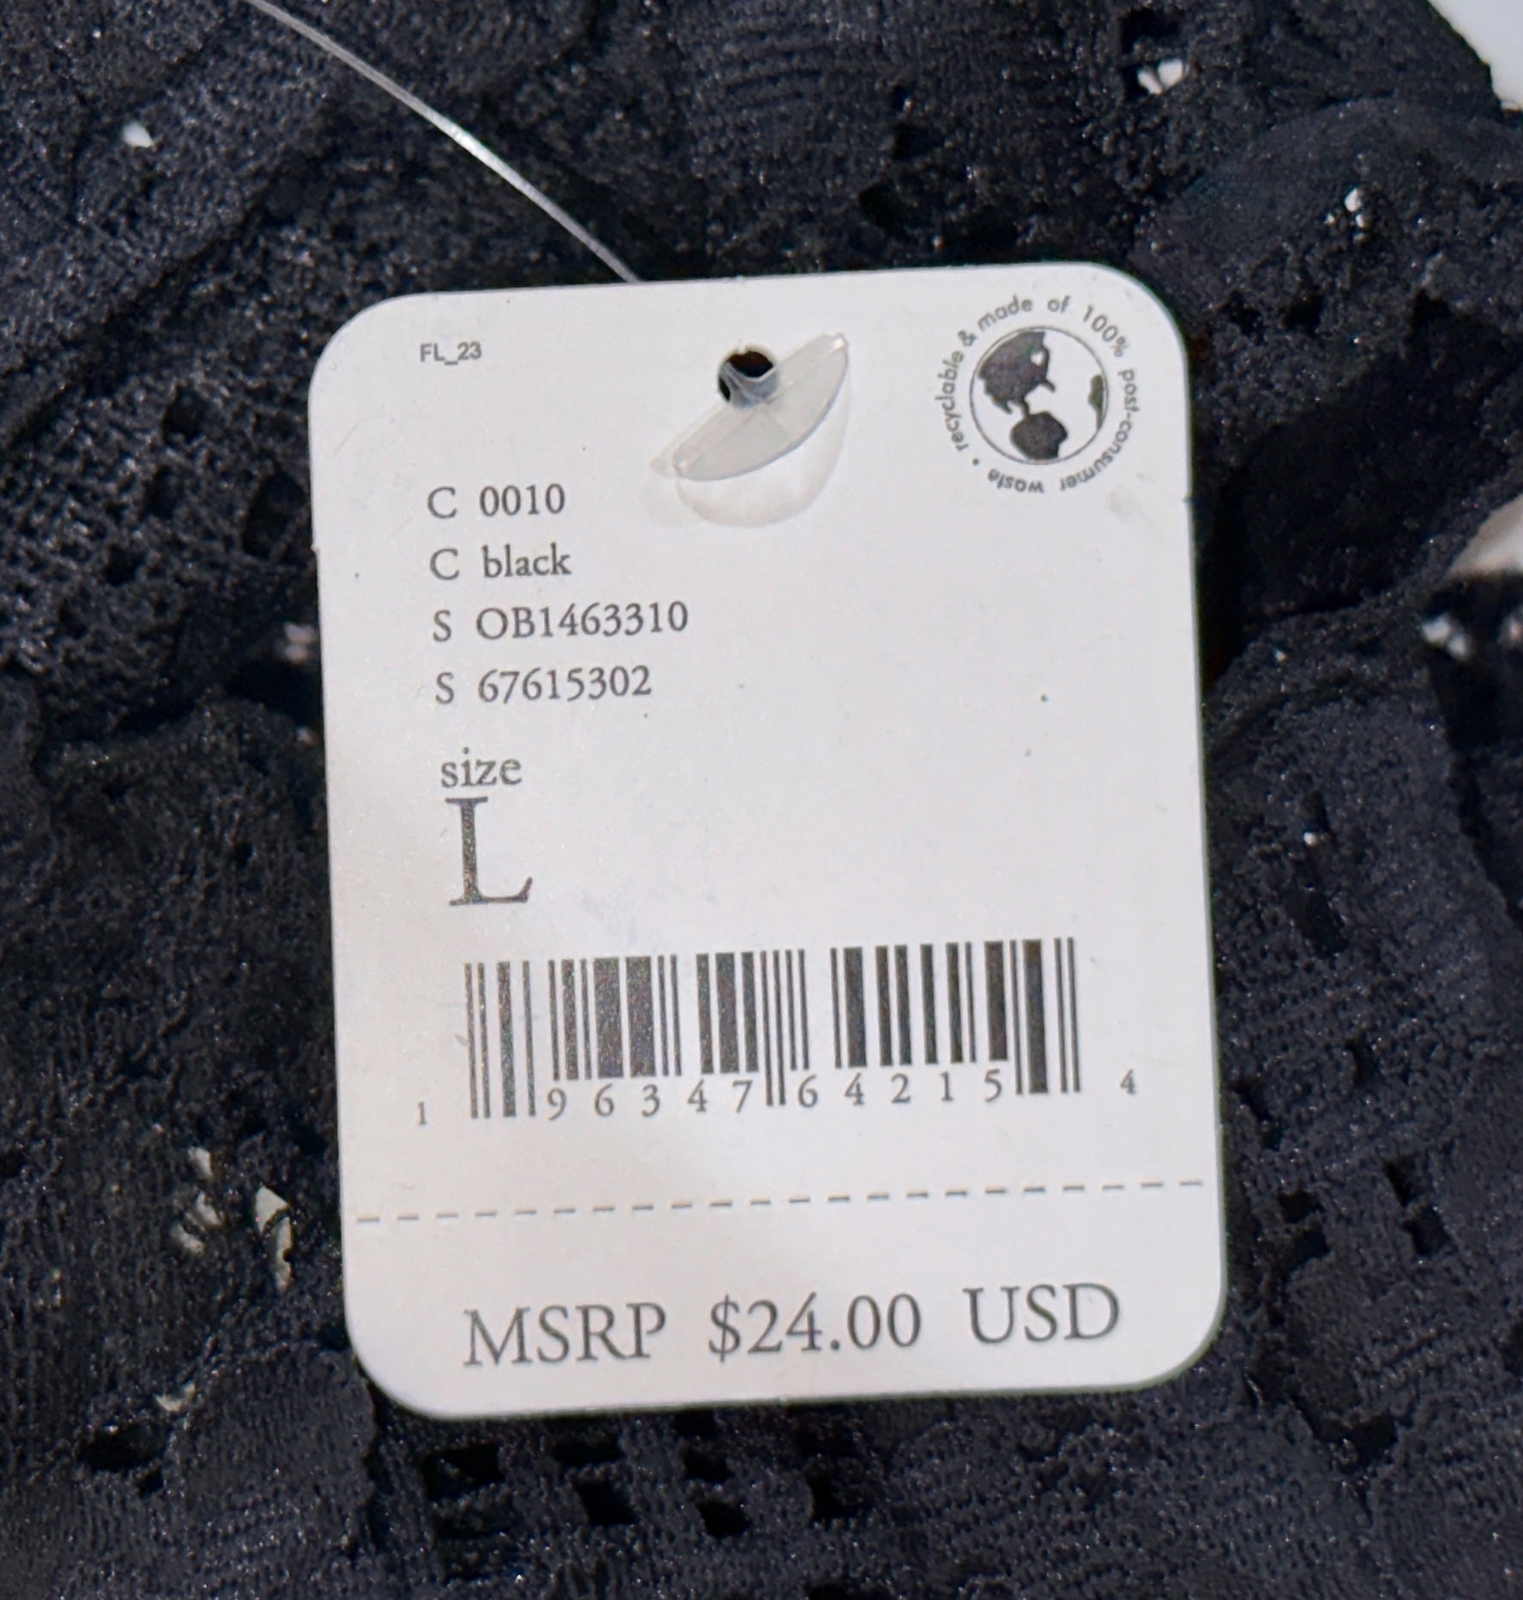 FL_23
recyclable & made of 100% post-consumer waste •
C 0010
C black
S OB1463310
S 67615302
size
L
1 96347 64215 4
MSRP $24.00 USD